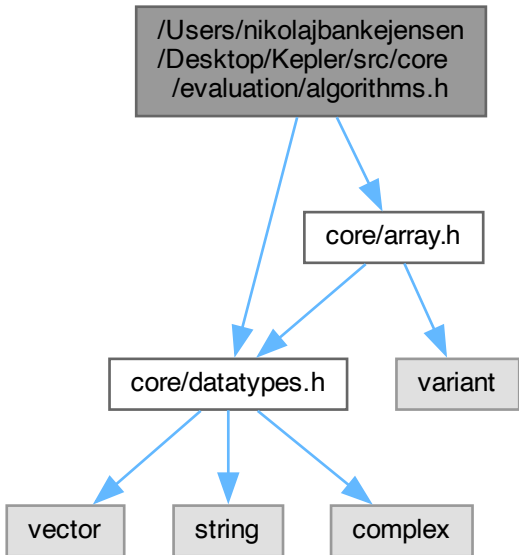 /Users/nikolajbankejensen
/Desktop/Kepler/src/core
/evaluation/algorithms.h
core/array.h
core/datatypes.h
variant
vector
string
complex